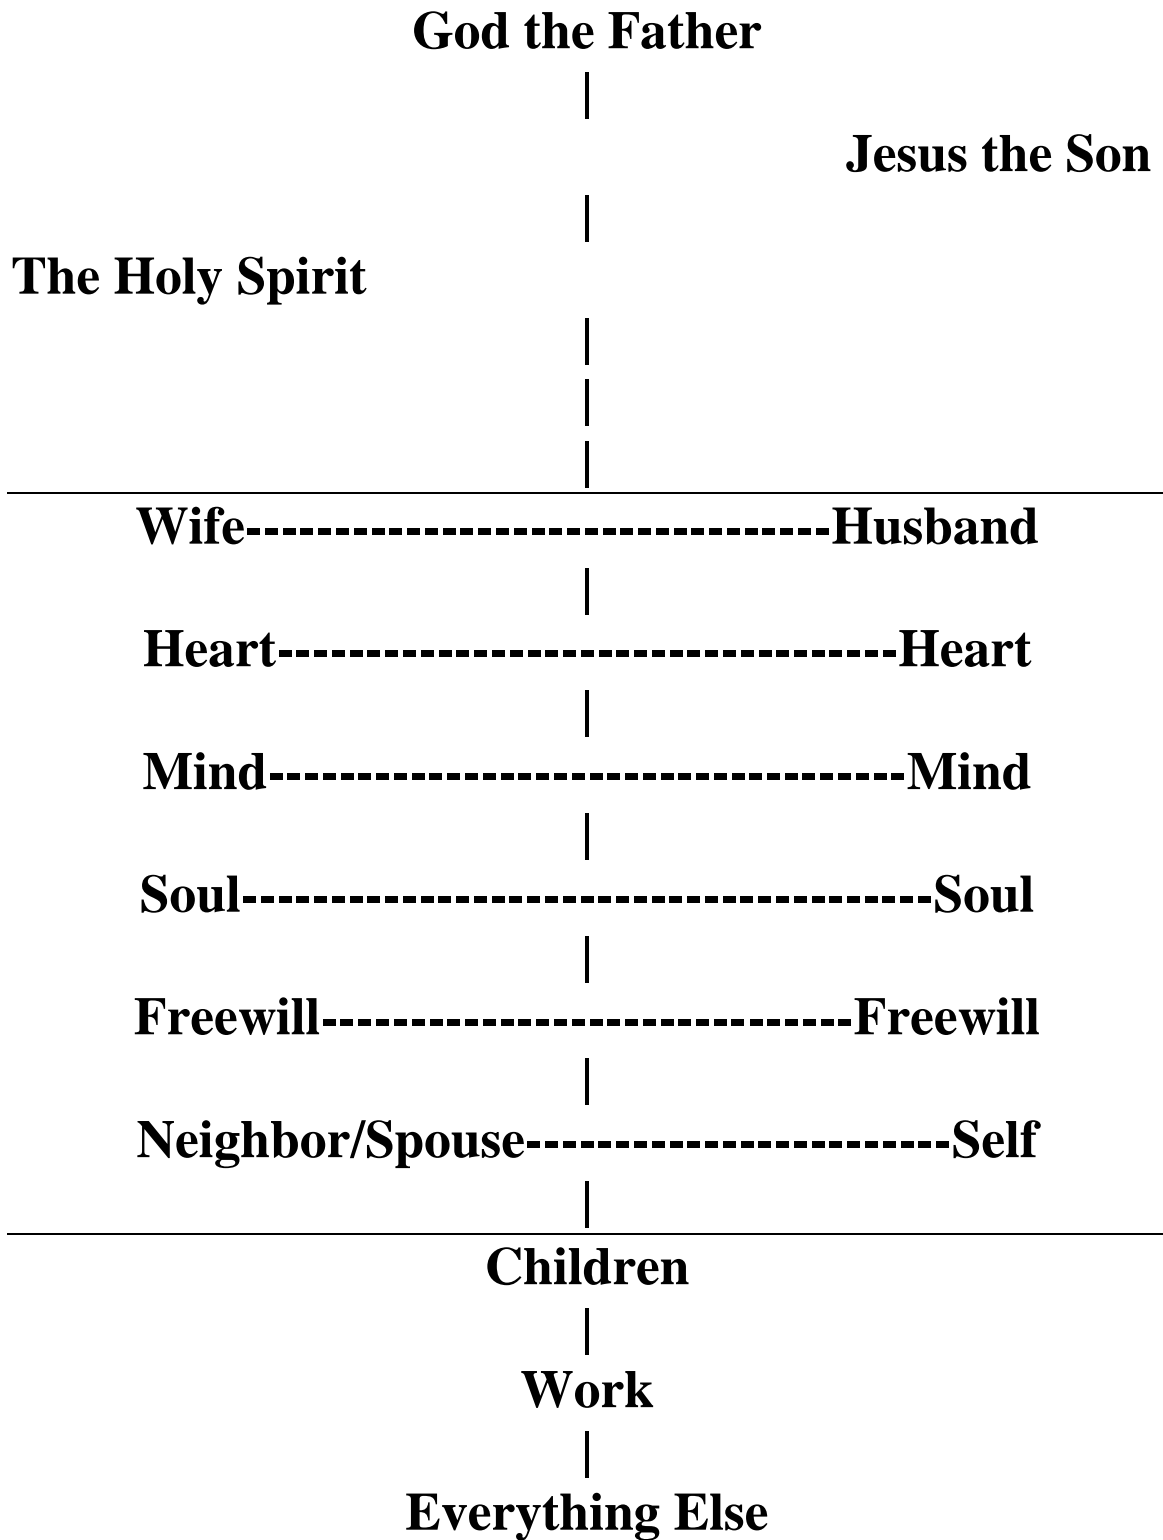 God the Father
|
Jesus the Son
|
The Holy Spirit
|
|
|
Wife---------------------------------Husband
|
Heart-----------------------------------Heart
|
Mind------------------------------------Mind
|
Soul---------------------------------------Soul
|
Freewill------------------------------Freewill
|
Neighbor/Spouse------------------------Self
|
Children
|
Work
|
Everything Else